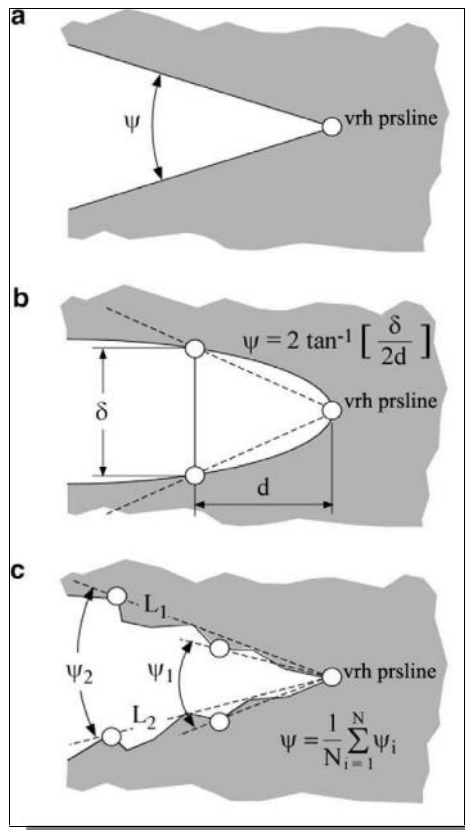 a
vrh prsline
ψ
b
ψ = 2 tan⁻¹ [ δ / 2d ]
vrh prsline
δ
d
c
L₁
ψ₂
ψ₁
vrh prsline
L₂
ψ = 1/N ∑ᵢ₌₁ᴺ ψᵢ